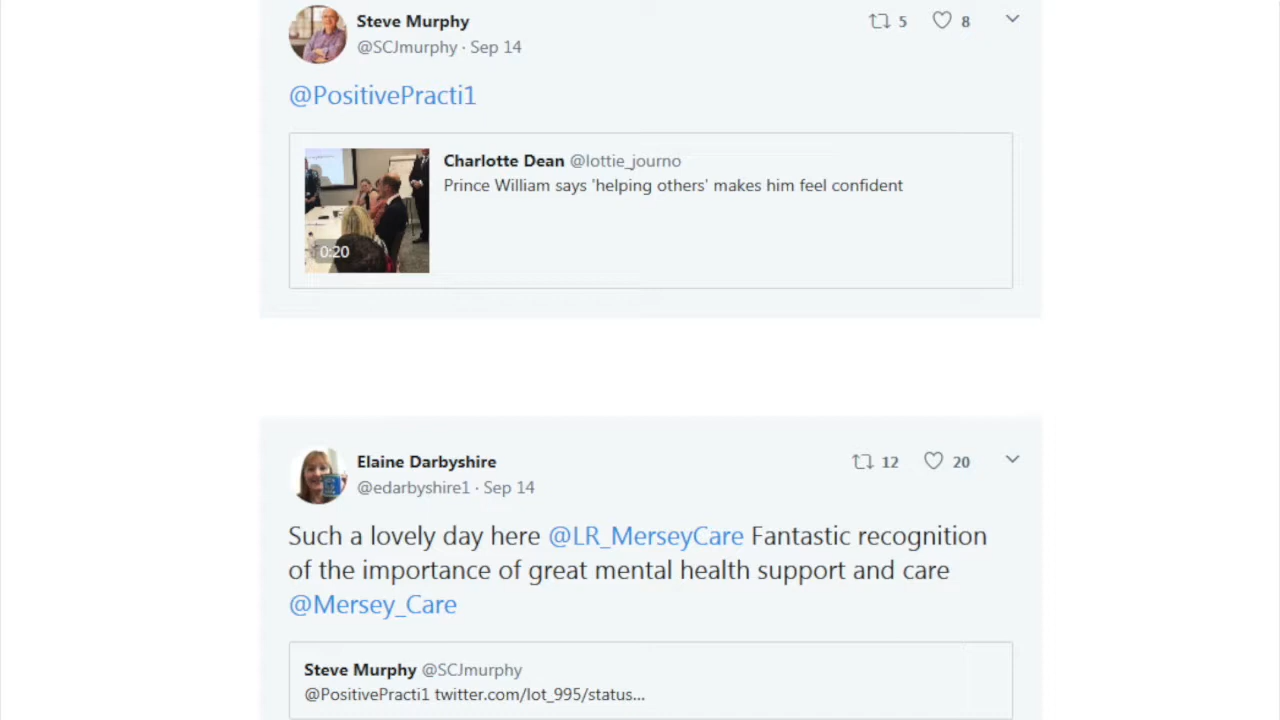 Steve Murphy
5 8
@SCJmurphy · Sep 14
@PositivePracti1
Charlotte Dean @lottie_journo
Prince William says 'helping others' makes him feel confident
0:20
Elaine Darbyshire
12 20
@edarbyshire1 · Sep 14
Such a lovely day here @LR_MerseyCare Fantastic recognition
of the importance of great mental health support and care
@Mersey_Care
Steve Murphy @SCJmurphy
@PositivePracti1 twitter.com/lot_995/status...